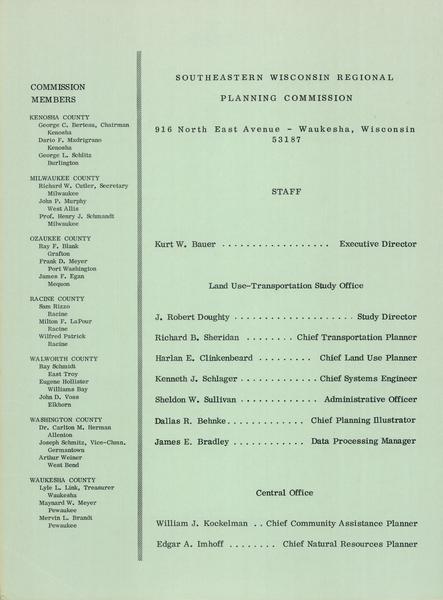 COMMISSION
MEMBERS
KENOSHA COUNTY
George C. Berteau, Chairman
Kenosha
Dario F. Madrigrano
Kenosha
George L. Schlitz
Burlington
MILWAUKEE COUNTY
Richard W. Cutler, Secretary
Milwaukee
John P. Murphy
West Allis
Prof. Henry J. Schmandt
Milwaukee
OZAUKEE COUNTY
Ray F. Blank
Grafton
Frank D. Meyer
Port Washington
James F. Egan
Mequon
RACINE COUNTY
Sam Rizzo
Racine
Milton F. LaPour
Racine
Wilfred Patrick
Racine
WALWORTH COUNTY
Ray Schmidt
East Troy
Eugene Hollister
Williams Bay
John D. Voss
Elkhorn
WASHINGTON COUNTY
Dr. Carlton M. Herman
Allenton
Joseph Schmitz, Vice-Chmn.
Germantown
Arthur Weiner
West Bend
WAUKESHA COUNTY
Lyle L. Link, Treasurer
Waukesha
Maynard W. Meyer
Pewaukee
Mervin L. Brandt
Pewaukee
SOUTHEASTERN WISCONSIN REGIONAL
PLANNING COMMISSION
916 North East Avenue - Waukesha, Wisconsin
53187
STAFF
Kurt W. Bauer . . . . . . . . . . . . . . . . . . Executive Director
Land Use-Transportation Study Office
J. Robert Doughty . . . . . . . . . . . . . . . . . . . . Study Director
Richard B. Sheridan . . . . . . . . . Chief Transportation Planner
Harlan E. Clinkenbeard . . . . . . . . . Chief Land Use Planner
Kenneth J. Schlager . . . . . . . . . . . . Chief Systems Engineer
Sheldon W. Sullivan . . . . . . . . . . . . . Administrative Officer
Dallas R. Behnke . . . . . . . . . . . . . Chief Planning Illustrator
James E. Bradley . . . . . . . . . . . . Data Processing Manager
Central Office
William J. Kockelman . . Chief Community Assistance Planner
Edgar A. Imhoff . . . . . . . . Chief Natural Resources Planner